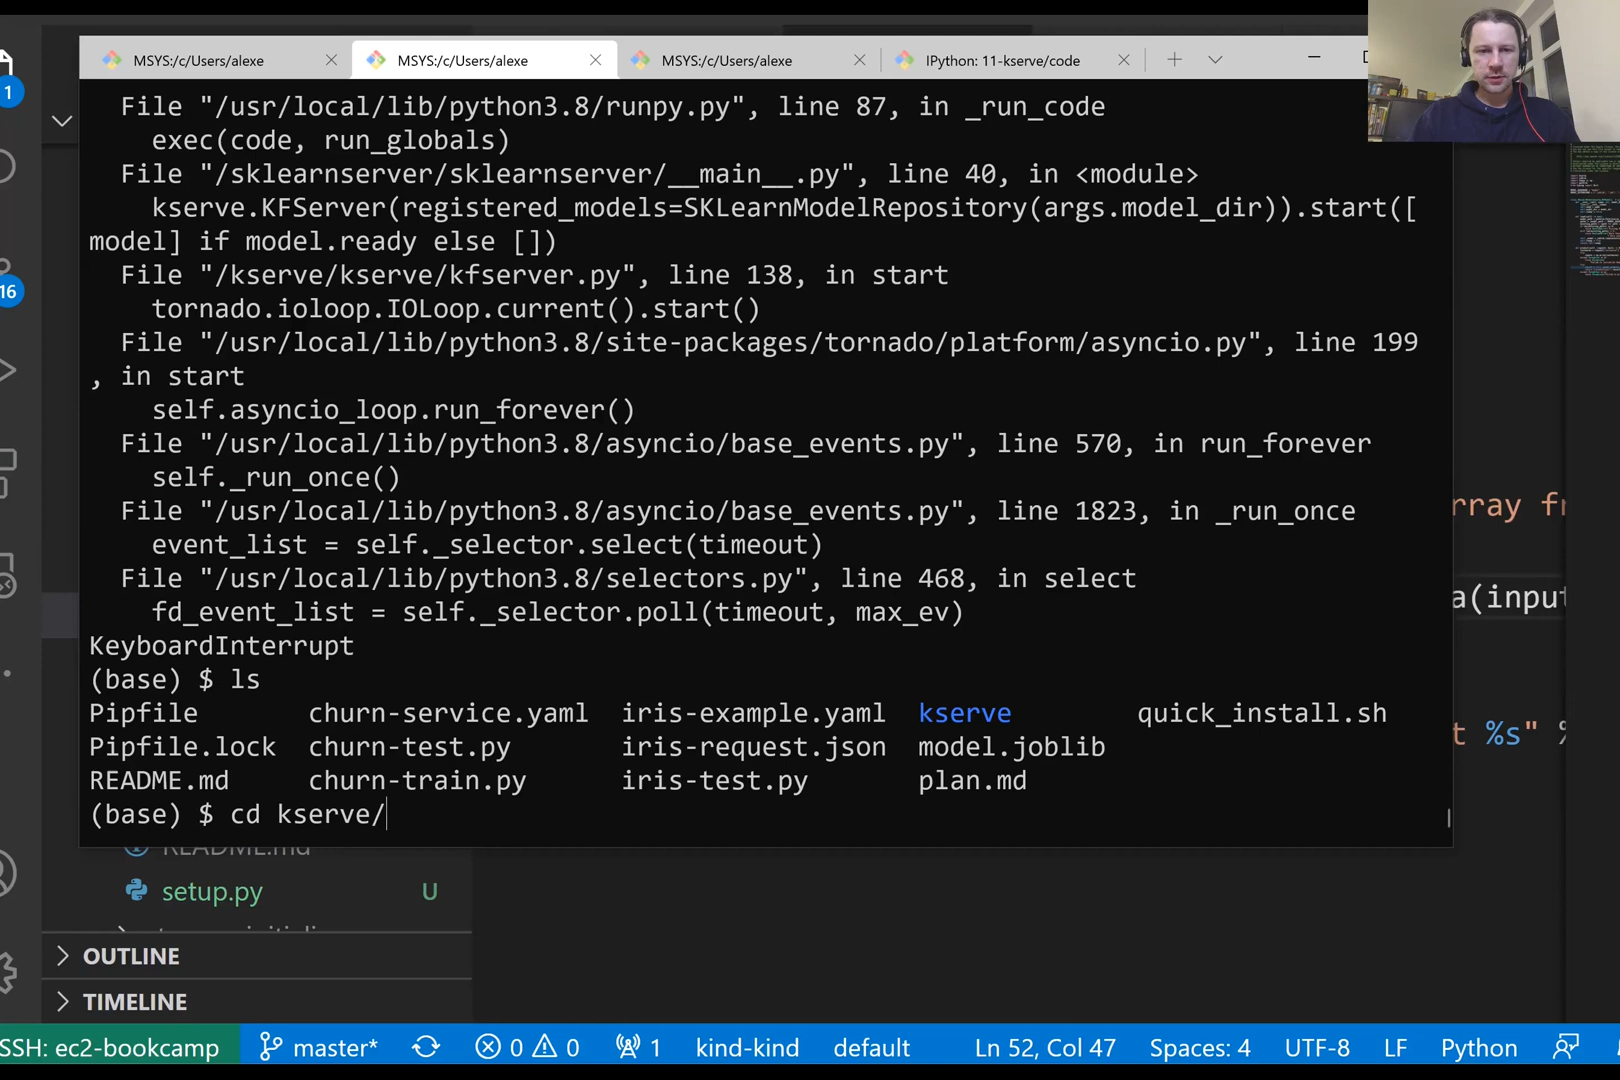 MSYS:/c/Users/alexe
MSYS:/c/Users/alexe
MSYS:/c/Users/alexe
IPython: 11-kserve/code
File "/usr/local/lib/python3.8/runpy.py", line 87, in _run_code
exec(code, run_globals)
File "/sklearnserver/sklearnserver/__main__.py", line 40, in <module>
kserve.KFServer(registered_models=SKLearnModelRepository(args.model_dir)).start([
model] if model.ready else [])
File "/kserve/kserve/kfserver.py", line 138, in start
tornado.ioloop.IOLoop.current().start()
File "/usr/local/lib/python3.8/site-packages/tornado/platform/asyncio.py", line 199
, in start
self.asyncio_loop.run_forever()
File "/usr/local/lib/python3.8/asyncio/base_events.py", line 570, in run_forever
self._run_once()
File "/usr/local/lib/python3.8/asyncio/base_events.py", line 1823, in _run_once
event_list = self._selector.select(timeout)
File "/usr/local/lib/python3.8/selectors.py", line 468, in select
fd_event_list = self._selector.poll(timeout, max_ev)
KeyboardInterrupt
(base) $ ls
Pipfile churn-service.yaml iris-example.yaml kserve quick_install.sh
Pipfile.lock churn-test.py iris-request.json model.joblib
README.md churn-train.py iris-test.py plan.md
(base) $ cd kserve/
1
16
rray fr
a(input
t %s" %
README.md
setup.py U
OUTLINE
TIMELINE
SSH: ec2-bookcamp master* 0 0 1 kind-kind default Ln 52, Col 47 Spaces: 4 UTF-8 LF Python